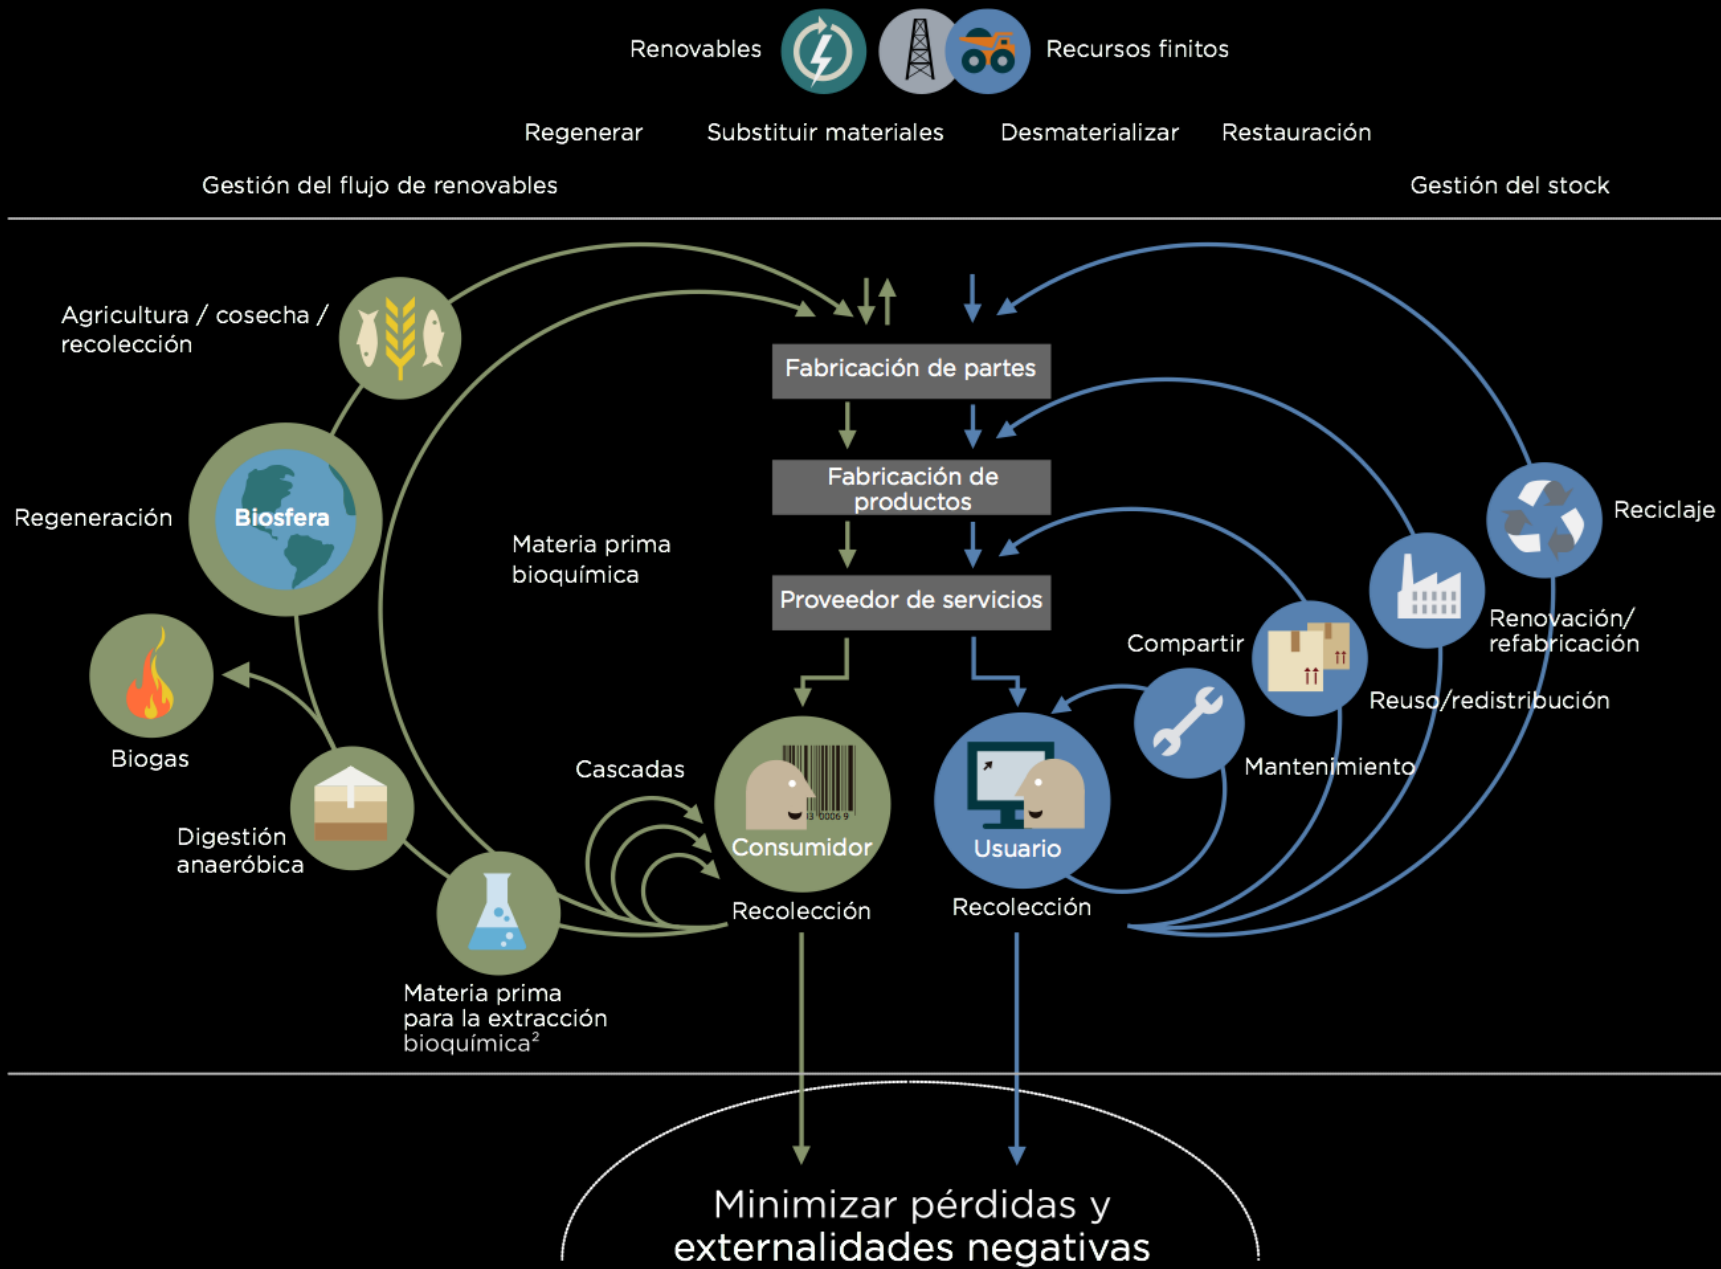 Renovables
Recursos finitos
Regenerar
Substituir materiales
Desmaterializar
Restauración
Gestión del flujo de renovables
Gestión del stock
Agricultura / cosecha /
recolección
Fabricación de partes
Fabricación de
productos
Biosfera
Regeneración
Reciclaje
Materia prima
bioquímica
Proveedor de servicios
Renovación/
refabricación
Compartir
Reuso/redistribución
Biogas
Cascadas
Mantenimiento
03 0006 9
Digestión
anaeróbica
Consumidor
Usuario
Recolección
Recolección
Materia prima
para la extracción
bioquímica²
Minimizar pérdidas y
externalidades negativas